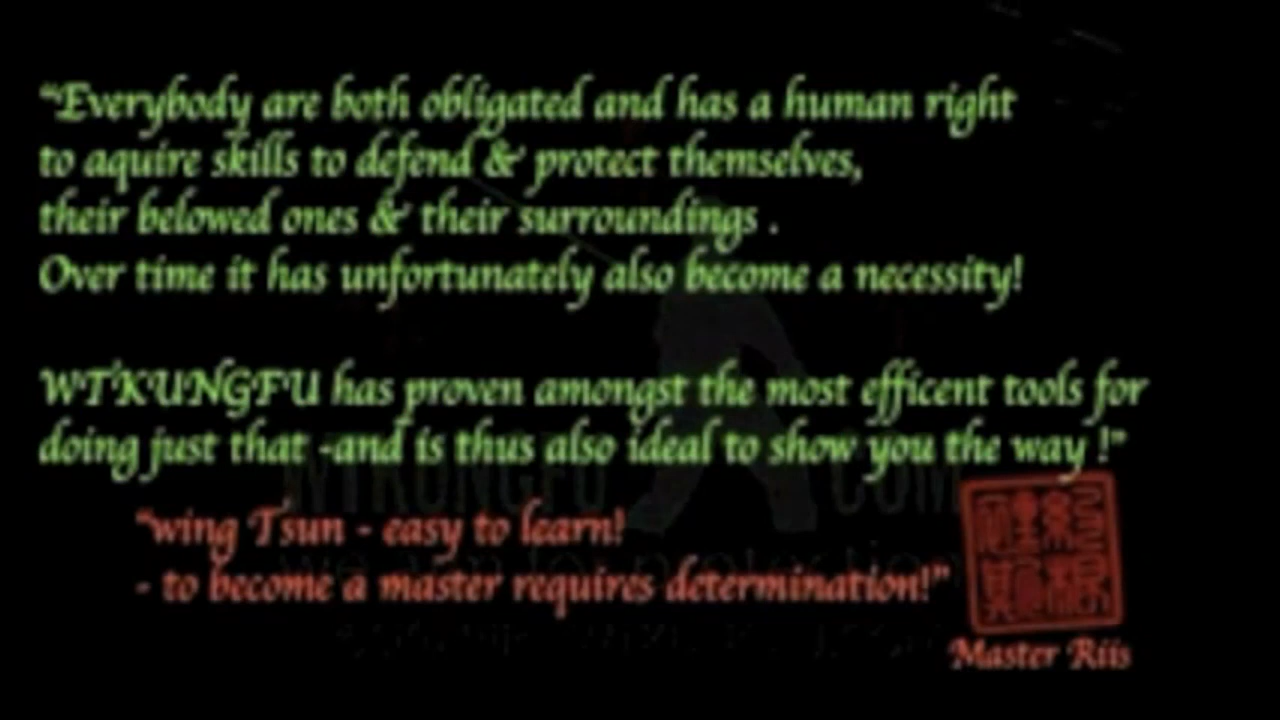 “Everybody are both obligated and has a human right
to aquire skills to defend & protect themselves,
their belowed ones & their surroundings .
Over time it has unfortunately also become a necessity!
WTKUNGFU has proven amongst the most efficent tools for
doing just that -and is thus also ideal to show you the way !”
WTKUNGFU COM
“wing Tsun - easy to learn!
- to become a master requires determination!”
Master Riis